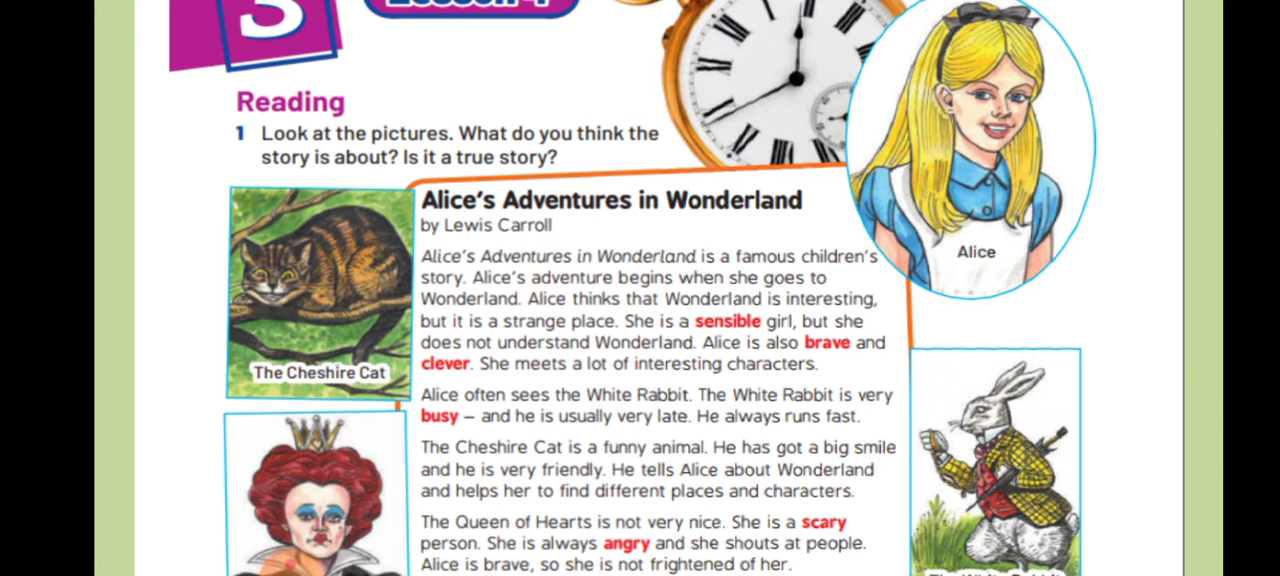 3
Lesson 1
Reading
1 Look at the pictures. What do you think the
story is about? Is it a true story?
Alice's Adventures in Wonderland
by Lewis Carroll
Alice's Adventures in Wonderland is a famous children's
story. Alice's adventure begins when she goes to
Wonderland. Alice thinks that Wonderland is interesting,
but it is a strange place. She is a sensible girl, but she
does not understand Wonderland. Alice is also brave and
clever. She meets a lot of interesting characters.
Alice often sees the White Rabbit. The White Rabbit is very
busy – and he is usually very late. He always runs fast.
The Cheshire Cat is a funny animal. He has got a big smile
and he is very friendly. He tells Alice about Wonderland
and helps her to find different places and characters.
The Queen of Hearts is not very nice. She is a scary
person. She is always angry and she shouts at people.
Alice is brave, so she is not frightened of her.
Alice
The Cheshire Cat
The White Rabbit